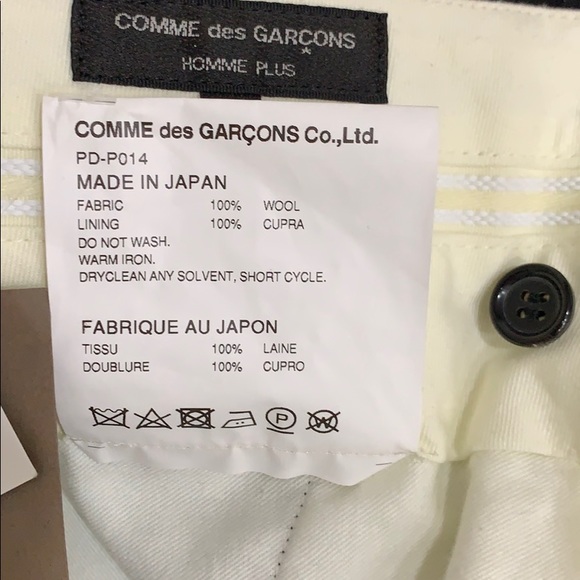 COMME des GARÇONS
HOMME PLUS
COMME des GARÇONS Co.,Ltd.
PD-P014
MADE IN JAPAN
FABRIC 100% WOOL
LINING 100% CUPRA
DO NOT WASH.
WARM IRON.
DRYCLEAN ANY SOLVENT, SHORT CYCLE.
FABRIQUE AU JAPON
TISSU 100% LAINE
DOUBLURE 100% CUPRO
P W